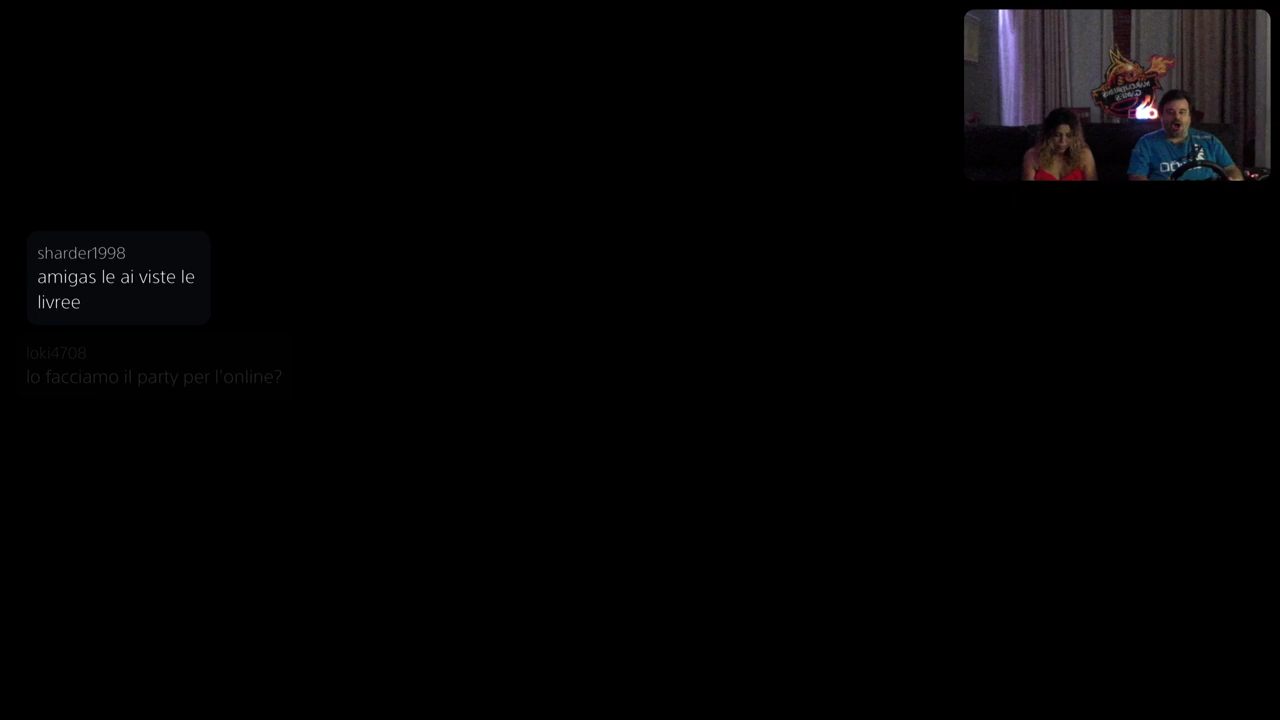 sharder1998
amigas le ai viste le
livree
loki4708
lo facciamo il party per l'online?